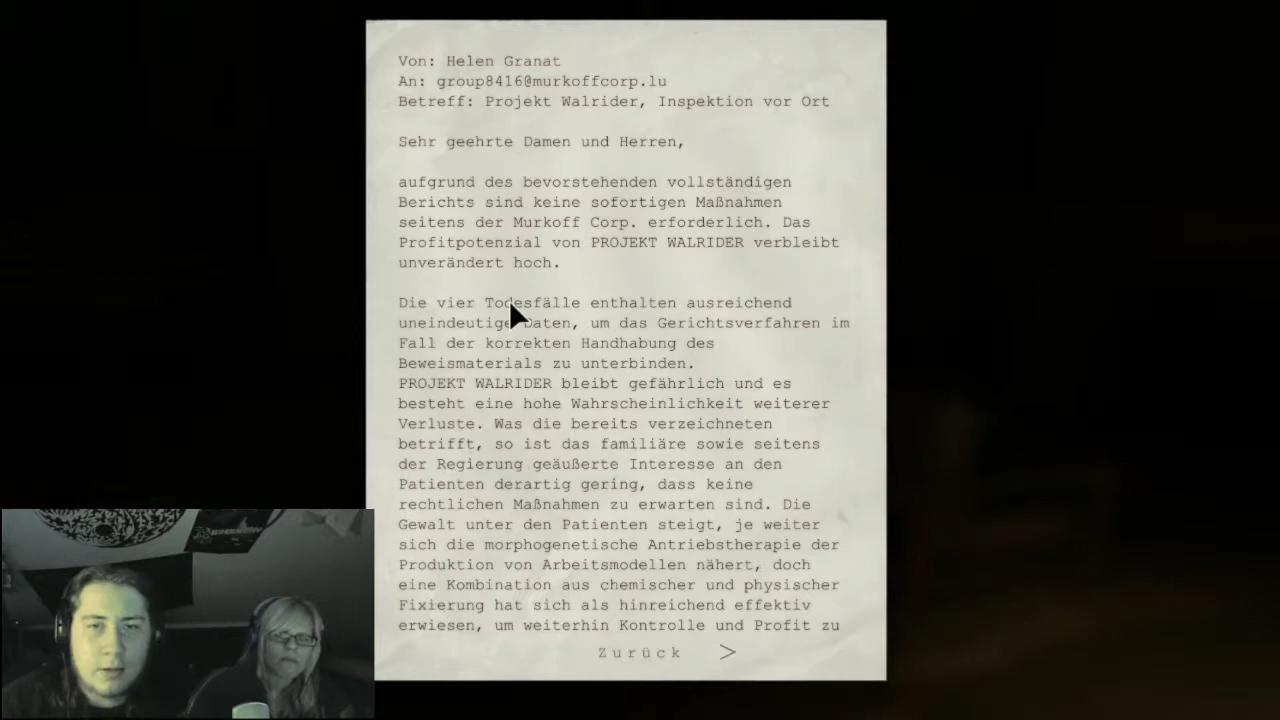 Von: Helen Granat
An: group8416@murkoffcorp.lu
Betreff: Projekt Walrider, Inspektion vor Ort
Sehr geehrte Damen und Herren,
aufgrund des bevorstehenden vollständigen
Berichts sind keine sofortigen Maßnahmen
seitens der Murkoff Corp. erforderlich. Das
Profitpotenzial von PROJEKT WALRIDER verbleibt
unverändert hoch.
Die vier Todesfälle enthalten ausreichend
uneindeutige Daten, um das Gerichtsverfahren im
Fall der korrekten Handhabung des
Beweismaterials zu unterbinden.
PROJEKT WALRIDER bleibt gefährlich und es
besteht eine hohe Wahrscheinlichkeit weiterer
Verluste. Was die bereits verzeichneten
betrifft, so ist das familiäre sowie seitens
der Regierung geäußerte Interesse an den
Patienten derartig gering, dass keine
rechtlichen Maßnahmen zu erwarten sind. Die
Gewalt unter den Patienten steigt, je weiter
sich die morphogenetische Antriebstherapie der
Produktion von Arbeitsmodellen nähert, doch
eine Kombination aus chemischer und physischer
Fixierung hat sich als hinreichend effektiv
erwiesen, um weiterhin Kontrolle und Profit zu
Zurück >